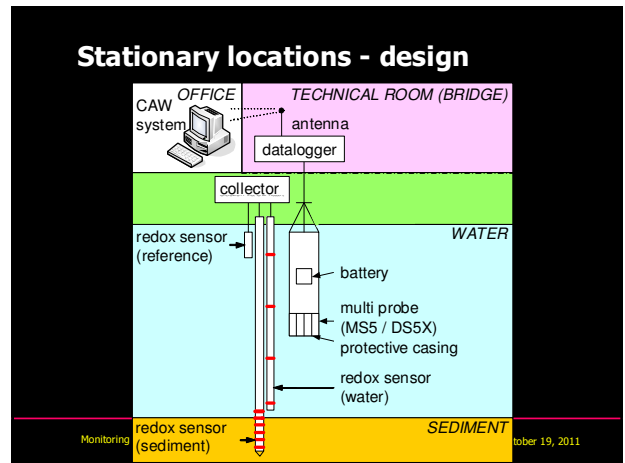 Stationary locations - design
OFFICE
TECHNICAL ROOM (BRIDGE)
CAW
system
antenna
datalogger
collector
redox sensor
(reference)
WATER
battery
multi probe
(MS5 / DS5X)
protective casing
redox sensor
(water)
redox sensor
(sediment)
SEDIMENT
Monitoring
tober 19, 2011